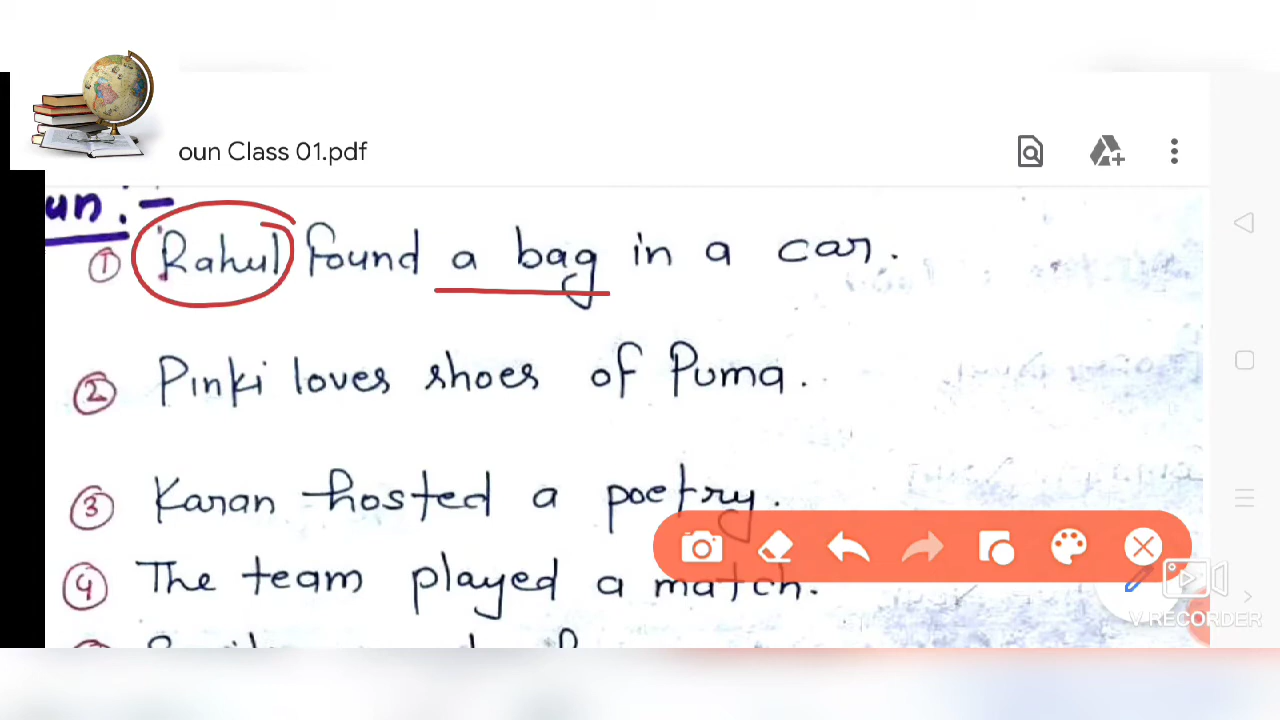 oun Class 01.pdf
un :-
① Rahul found a bag in a car.
② Pinki loves shoes of Puma.
③ Karan hosted a poetry.
④ The team played a match.
V RECORDER